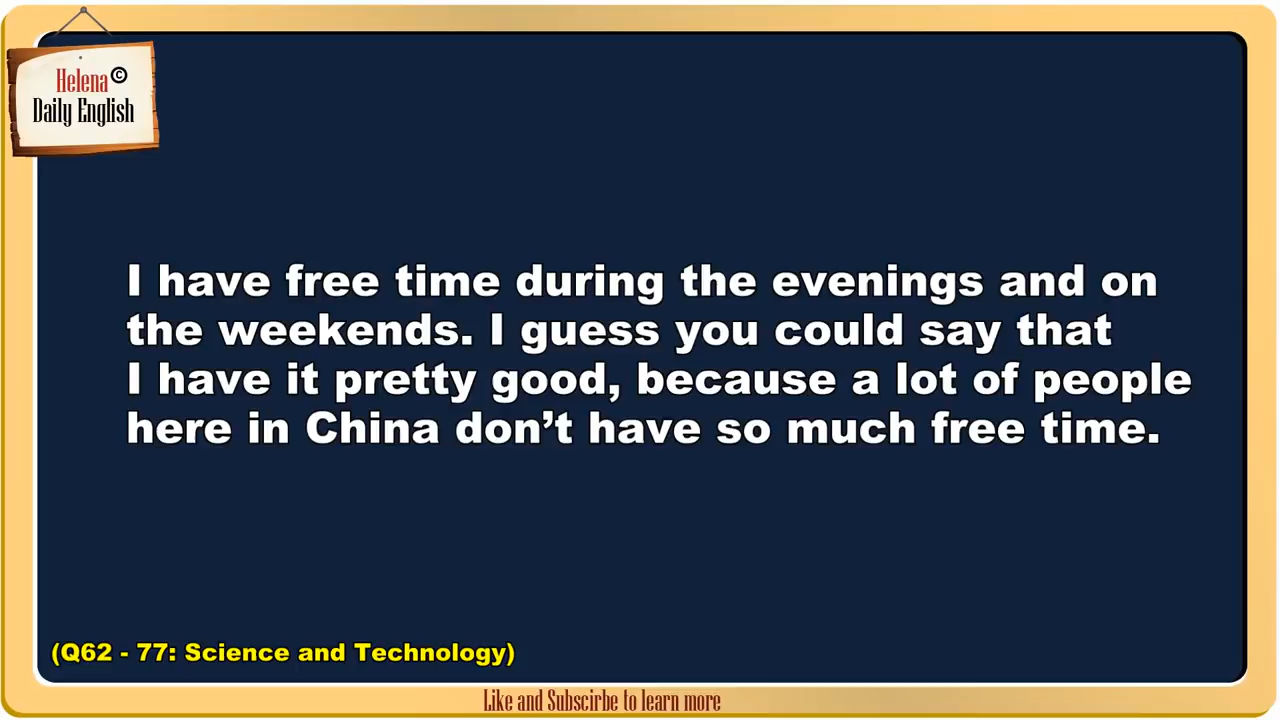 Helena ©
Daily English
I have free time during the evenings and on
the weekends. I guess you could say that
I have it pretty good, because a lot of people
here in China don’t have so much free time.
(Q62 - 77: Science and Technology)
Like and Subscirbe to learn more